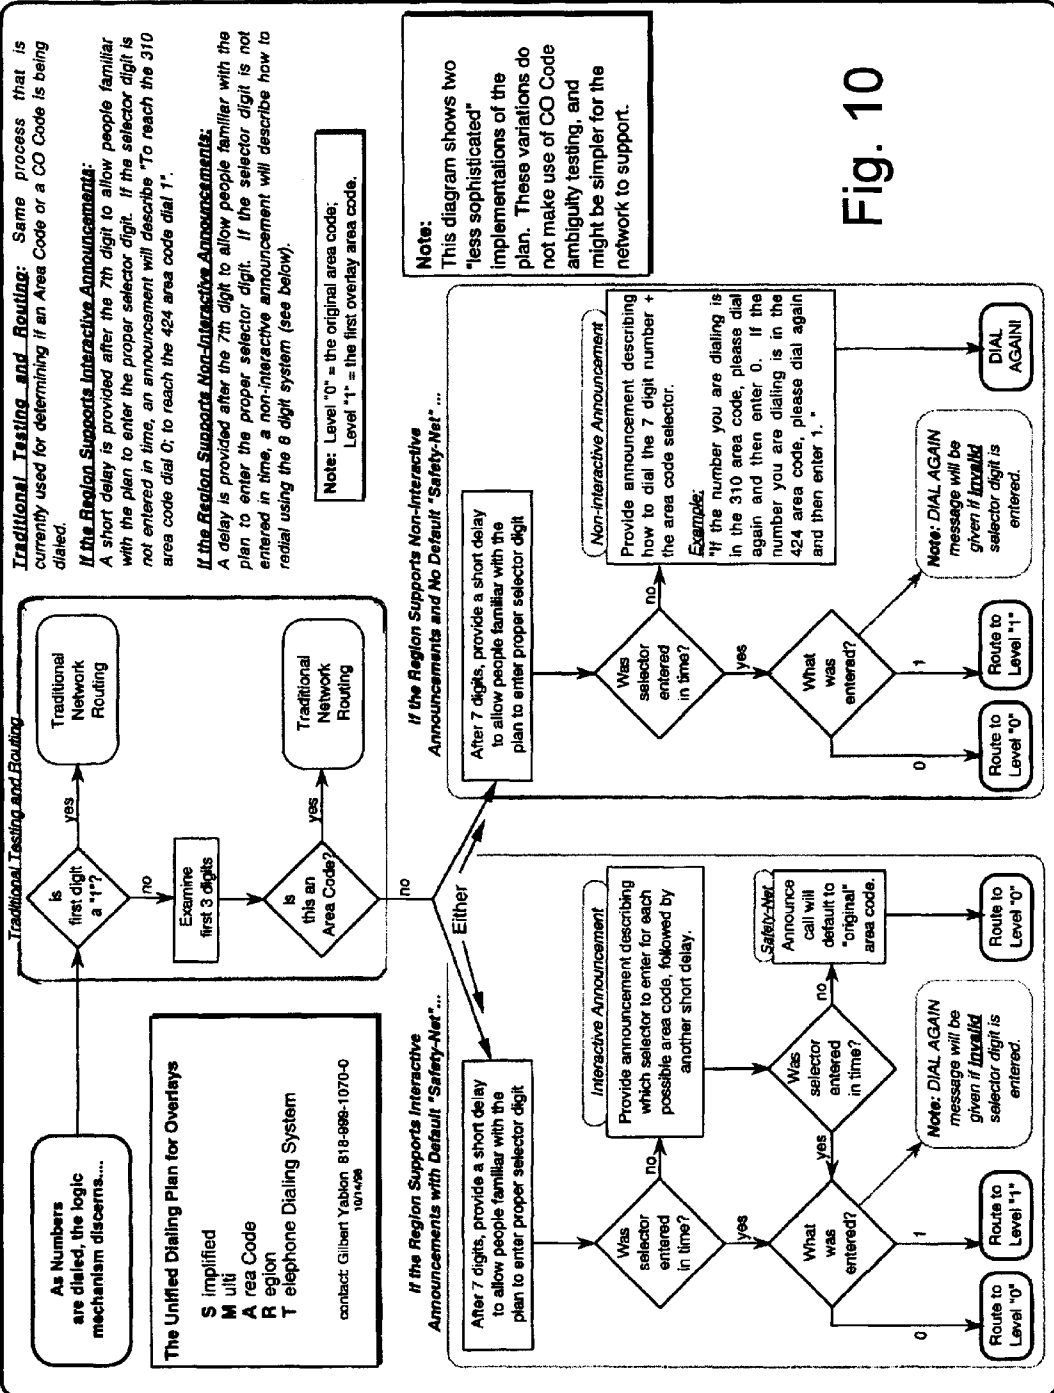 As Numbers
are dialed, the logic
mechanism discerns....
The Unified Dialing Plan for Overlays
S implified
M ulti
A rea Code
R egion
T elephone Dialing System
contact: Gilbert Yablon 818-999-1070-0
10/14/98
Traditional Testing and Routing
Is
first digit
a "1"?
yes
Traditional
Network
Routing
no
Examine
first 3 digits
Is
this an
Area Code?
yes
Traditional
Network
Routing
no
Either
Traditional Testing and Routing: Same process that is
currently used for determining if an Area Code or a CO Code is being
dialed.
If the Region Supports Interactive Announcements:
A short delay is provided after the 7th digit to allow people familiar
with the plan to enter the proper selector digit. If the selector digit is
not entered in time, an announcement will describe "To reach the 310
area code dial 0; to reach the 424 area code dial 1".
If the Region Supports Non-Interactive Announcements:
A delay is provided after the 7th digit to allow people familiar with the
plan to enter the proper selector digit. If the selector digit is not
entered in time, a non-interactive announcement will describe how to
redial using the 8 digit system (see below).
Note: Level "0" = the original area code;
Level "1" = the first overlay area code.
If the Region Supports Interactive
Announcements with Default "Safety-Net"...
After 7 digits, provide a short delay
to allow people familiar with the
plan to enter proper selector digit
Was
selector
entered
in time?
no
Interactive Announcement
Provide announcement describing
which selector to enter for each
possible area code, followed by
another short delay.
yes
Was
selector
entered
in time?
no
Safety-Net
Announce
call will
default to
"original"
area code.
yes
What
was
entered?
0
1
Note: DIAL AGAIN
message will be
given if Invalid
selector digit is
entered.
Route to
Level "0"
Route to
Level "1"
Route to
Level "0"
If the Region Supports Non-Interactive
Announcements and No Default "Safety-Net"...
After 7 digits, provide a short delay
to allow people familiar with the
plan to enter proper selector digit
Was
selector
entered
in time?
no
Non-interactive Announcement
Provide announcement describing
how to dial the 7 digit number +
the area code selector.
Example:
"If the number you are dialing is
in the 310 area code, please dial
again and then enter 0. If the
number you are dialing is in the
424 area code, please dial again
and then enter 1."
yes
What
was
entered?
0
1
Note: DIAL AGAIN
message will be
given if Invalid
selector digit is
entered.
Route to
Level "0"
Route to
Level "1"
DIAL
AGAIN!
Note:
This diagram shows two
"less sophisticated"
implementations of the
plan. These variations do
not make use of CO Code
ambiguity testing, and
might be simpler for the
network to support.
Fig. 10